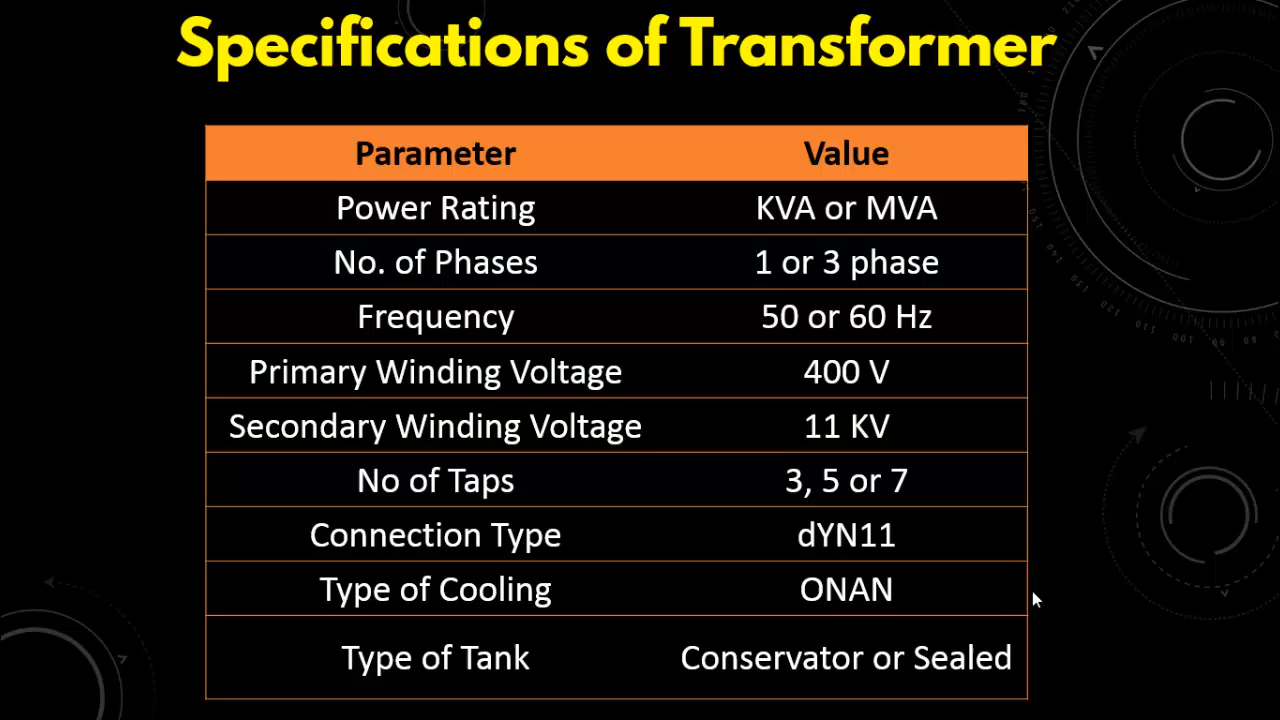 Specifications of Transformer
Parameter Value
Power Rating KVA or MVA
No. of Phases 1 or 3 phase
Frequency 50 or 60 Hz
Primary Winding Voltage 400 V
Secondary Winding Voltage 11 KV
No of Taps 3, 5 or 7
Connection Type dYN11
Type of Cooling ONAN
Type of Tank Conservator or Sealed